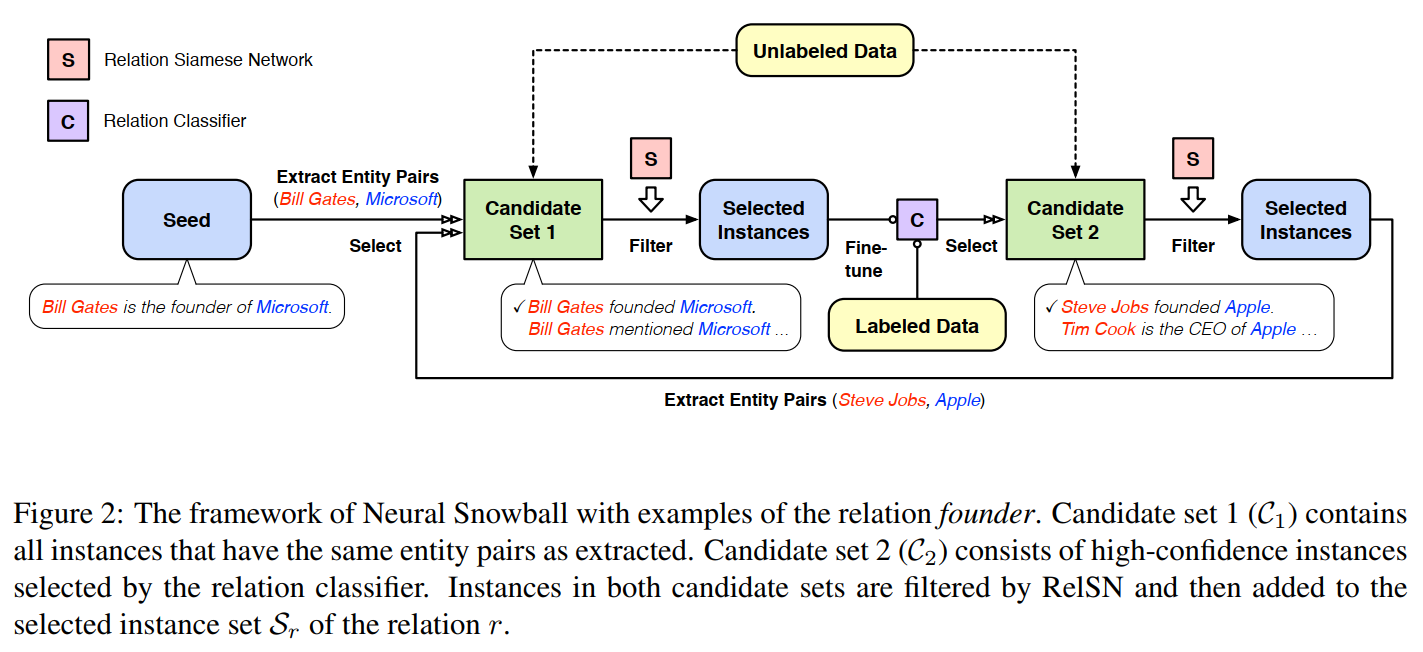 S Relation Siamese Network
C Relation Classifier
Unlabeled Data
Seed
Extract Entity Pairs
(Bill Gates, Microsoft)
Select
Candidate
Set 1
S
Filter
Selected
Instances
Fine-
tune
C
Select
Candidate
Set 2
S
Filter
Selected
Instances
Bill Gates is the founder of Microsoft.
✓ Bill Gates founded Microsoft.
Bill Gates mentioned Microsoft ...
Labeled Data
✓ Steve Jobs founded Apple.
Tim Cook is the CEO of Apple ...
Extract Entity Pairs (Steve Jobs, Apple)
Figure 2: The framework of Neural Snowball with examples of the relation founder. Candidate set 1 (𝒞₁) contains
all instances that have the same entity pairs as extracted. Candidate set 2 (𝒞₂) consists of high-confidence instances
selected by the relation classifier. Instances in both candidate sets are filtered by RelSN and then added to the
selected instance set 𝒮ᵣ of the relation r.